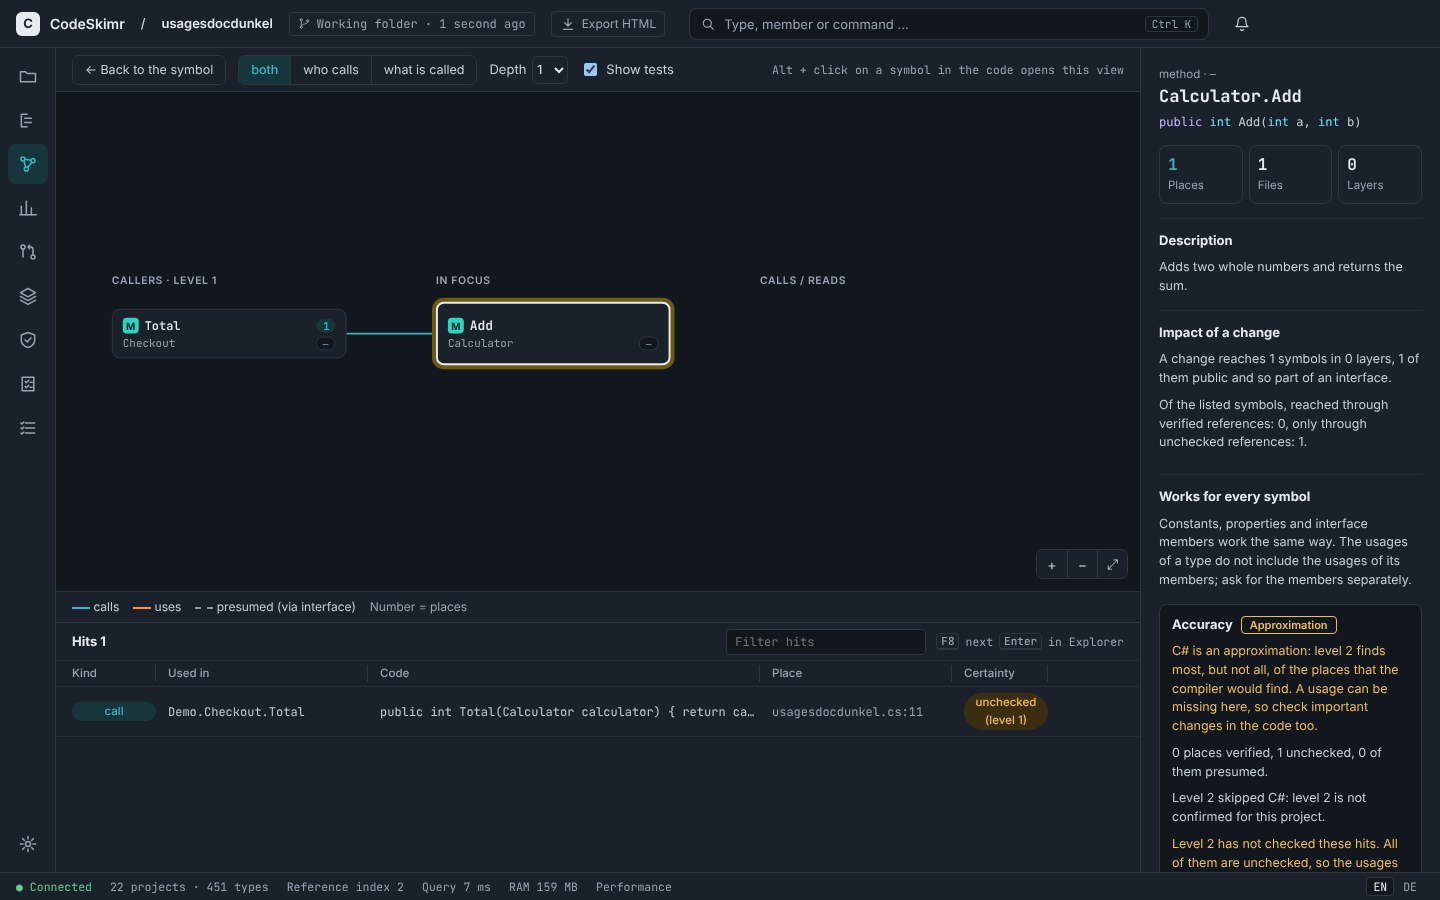 C CodeSkimr / usagesdocdunkel Working folder · 1 second ago Export HTML Type, member or command ... Ctrl K
← Back to the symbol both who calls what is called Depth 1 Show tests Alt + click on a symbol in the code opens this view
CALLERS · LEVEL 1 IN FOCUS CALLS / READS
M Total 1
Checkout –
M Add
Calculator –
+ −
calls uses presumed (via interface) Number = places
Hits 1 Filter hits F8 next Enter in Explorer
Kind Used in Code Place Certainty
call Demo.Checkout.Total public int Total(Calculator calculator) { return ca… usagesdocdunkel.cs:11 unchecked
(level 1)
method · –
Calculator.Add
public int Add(int a, int b)
1 1 0
Places Files Layers
Description
Adds two whole numbers and returns the
sum.
Impact of a change
A change reaches 1 symbols in 0 layers, 1 of
them public and so part of an interface.
Of the listed symbols, reached through
verified references: 0, only through
unchecked references: 1.
Works for every symbol
Constants, properties and interface
members work the same way. The usages
of a type do not include the usages of its
members; ask for the members separately.
Accuracy Approximation
C# is an approximation: level 2 finds
most, but not all, of the places that the
compiler would find. A usage can be
missing here, so check important
changes in the code too.
0 places verified, 1 unchecked, 0 of
them presumed.
Level 2 skipped C#: level 2 is not
confirmed for this project.
Level 2 has not checked these hits. All
of them are unchecked, so the usages
Connected 22 projects · 451 types Reference index 2 Query 7 ms RAM 159 MB Performance EN DE